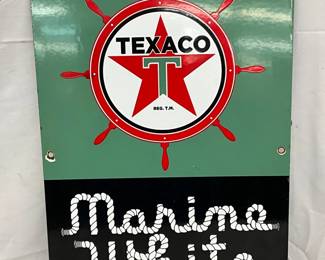 TEXACO
T
REG. T.M.
Marine
White